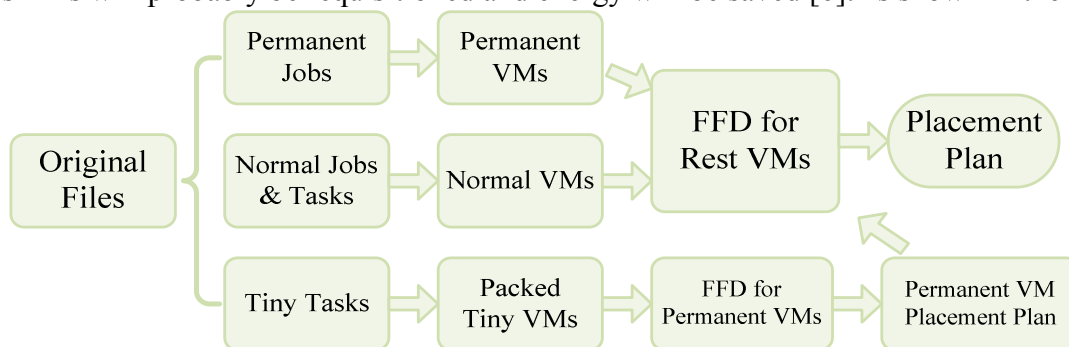 Permanent
Jobs
Permanent
VMs
FFD for
Rest VMs
Placement
Plan
Original
Files
Normal Jobs
& Tasks
Normal VMs
Tiny Tasks
Packed
Tiny VMs
FFD for
Permanent VMs
Permanent VM
Placement Plan